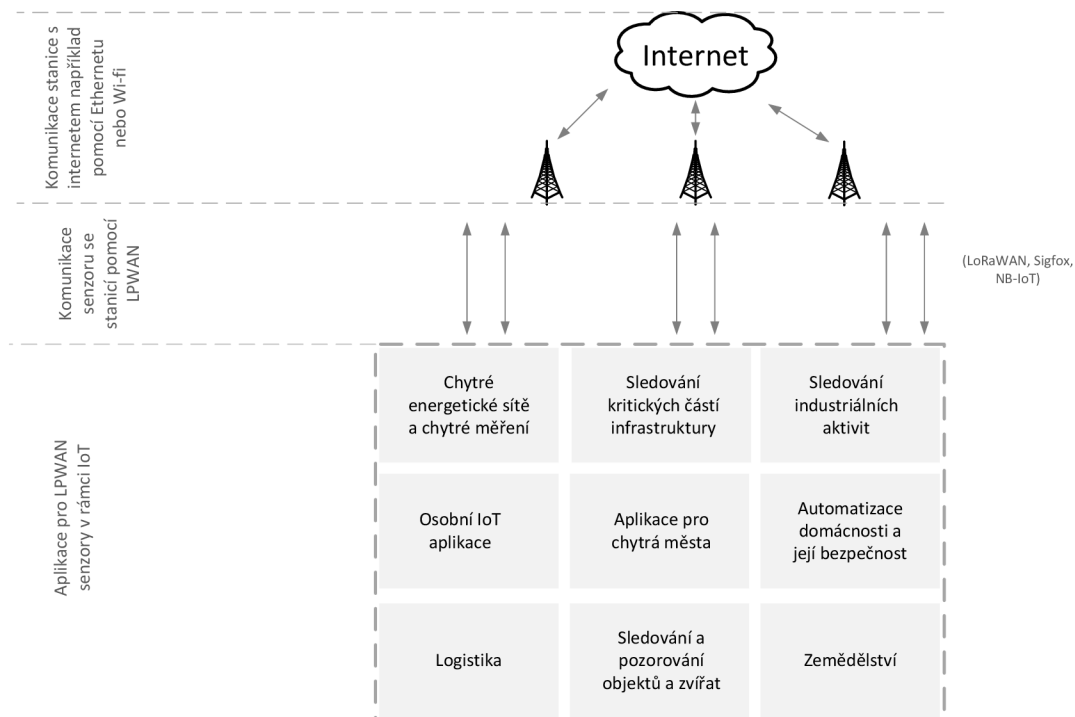 Komunikace stanice s
internetem například
pomocí Ethernetu
nebo Wi-fi
Internet
Komunikace
senzoru se
stanicí pomocí
LPWAN
(LoRaWAN, Sigfox,
NB-IoT)
Aplikace pro LPWAN
senzory v rámci IoT
Chytré
energetické sítě
a chytré měření
Sledování
kritických částí
infrastruktury
Sledování
industriálních
aktivit
Osobní IoT
aplikace
Aplikace pro
chytrá města
Automatizace
domácnosti a
její bezpečnost
Logistika
Sledování a
pozorování
objektů a zvířat
Zemědělství